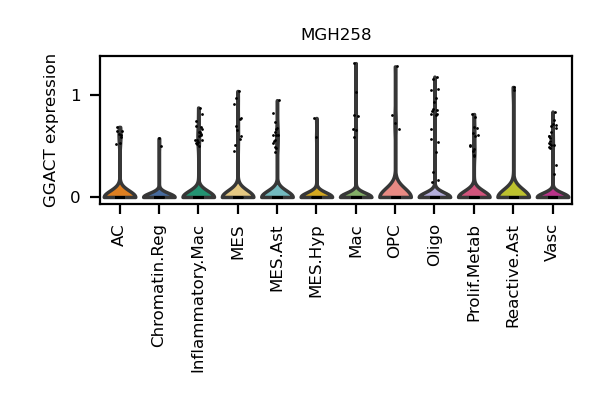 MGH258
GGACT expression
1
0
AC
Chromatin.Reg
Inflammatory.Mac
MES
MES.Ast
MES.Hyp
Mac
OPC
Oligo
Prolif.Metab
Reactive.Ast
Vasc